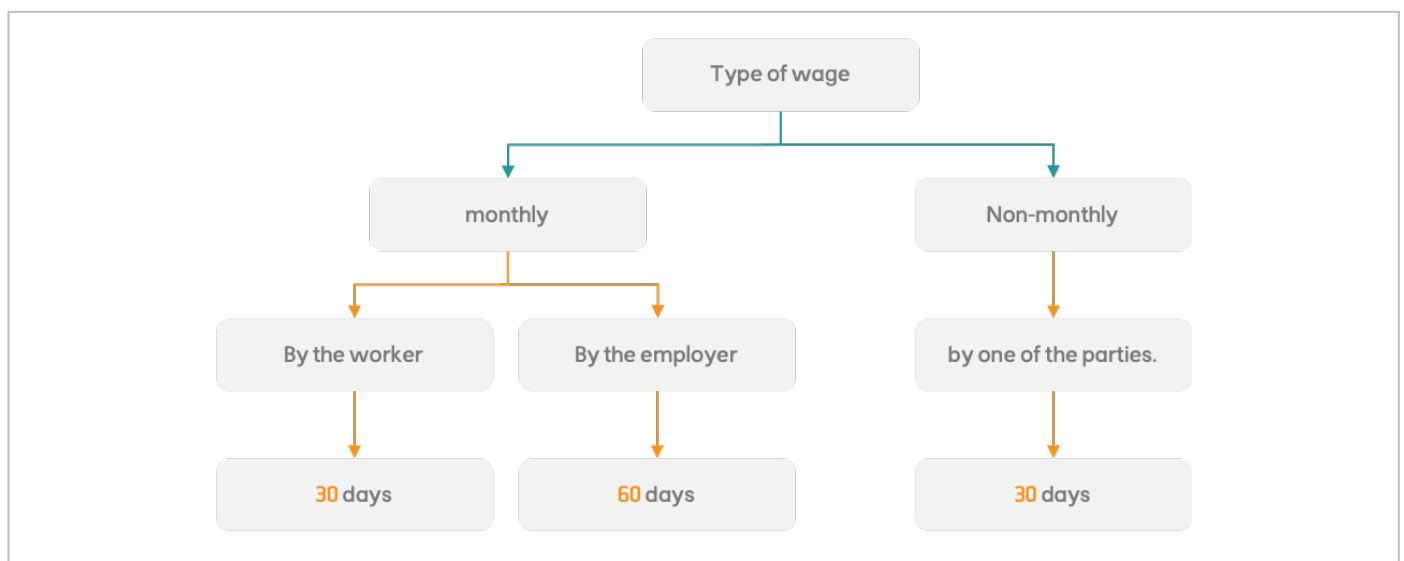 Type of wage
monthly
Non-monthly
By the worker
By the employer
by one of the parties.
30 days
60 days
30 days